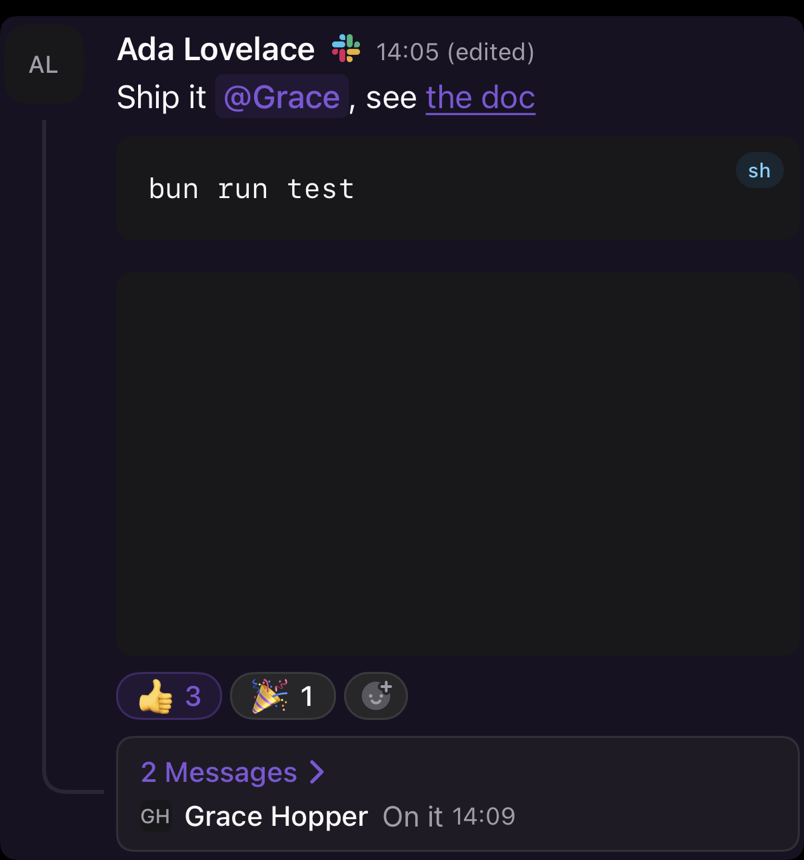 AL
Ada Lovelace 14:05 (edited)
Ship it @Grace, see the doc
bun run test
sh
👍 3 🎉 1
2 Messages
GH Grace Hopper On it 14:09